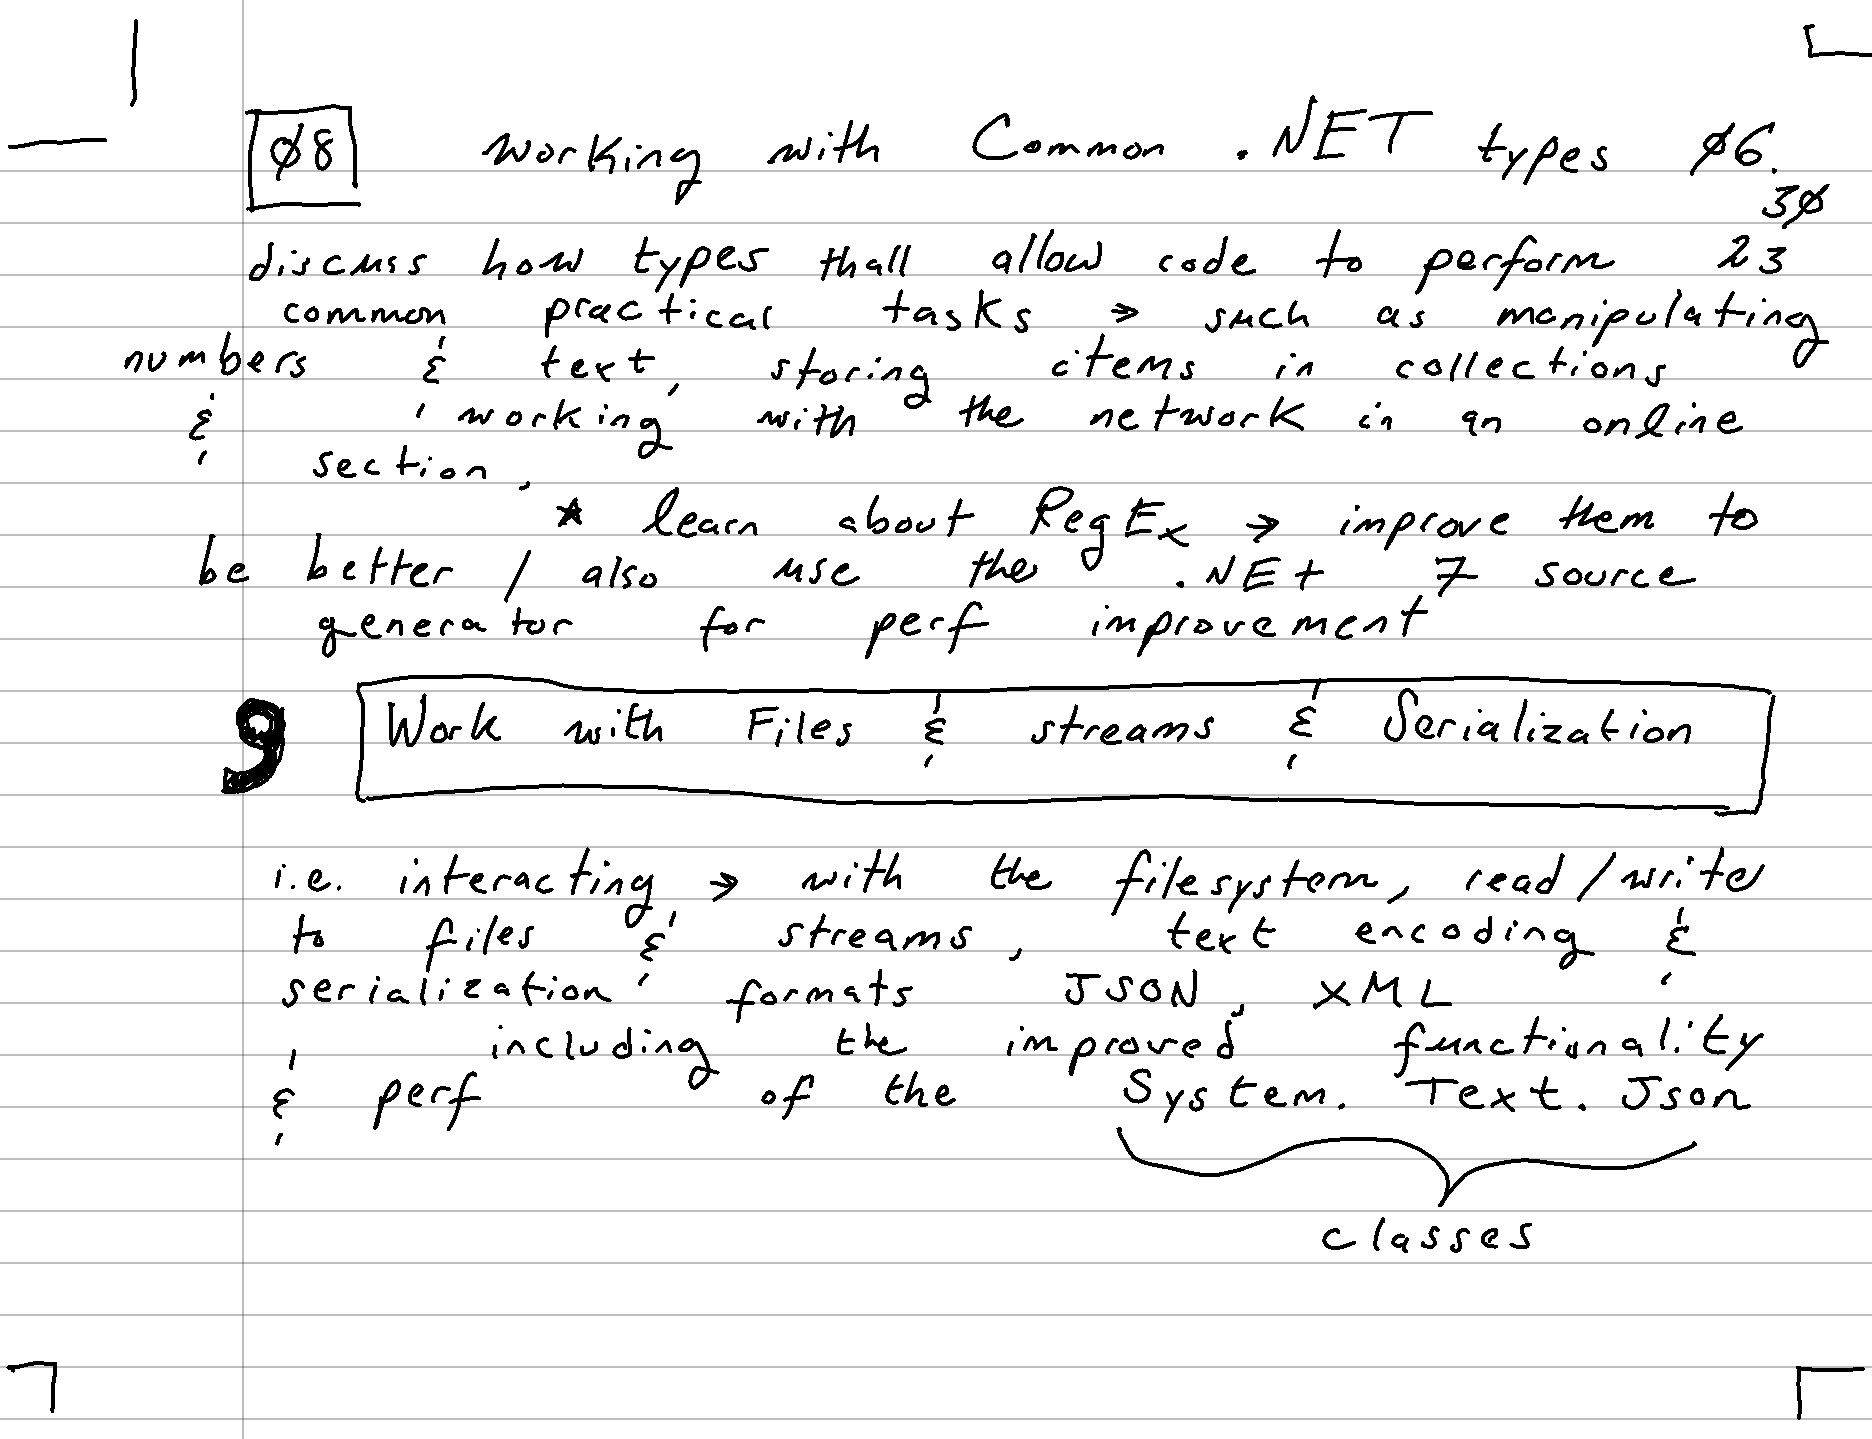 Ø8 Working with Common .NET types Ø6.
3Ø
discuss how types thall allow code to perform 23
common practical tasks → such as manipulating
numbers & text, storing items in collections
& working with the network in an online
section.
★ learn about RegEx → improve them to
be better / also use the .NEt 7 source
generator for perf improvement
9 Work with Files & streams & Serialization
i.e. interacting → with the filesystem, read/write
to files & streams, text encoding &
serialization formats JSON, XML
including the improved functionality
& perf of the System.Text.Json
classes